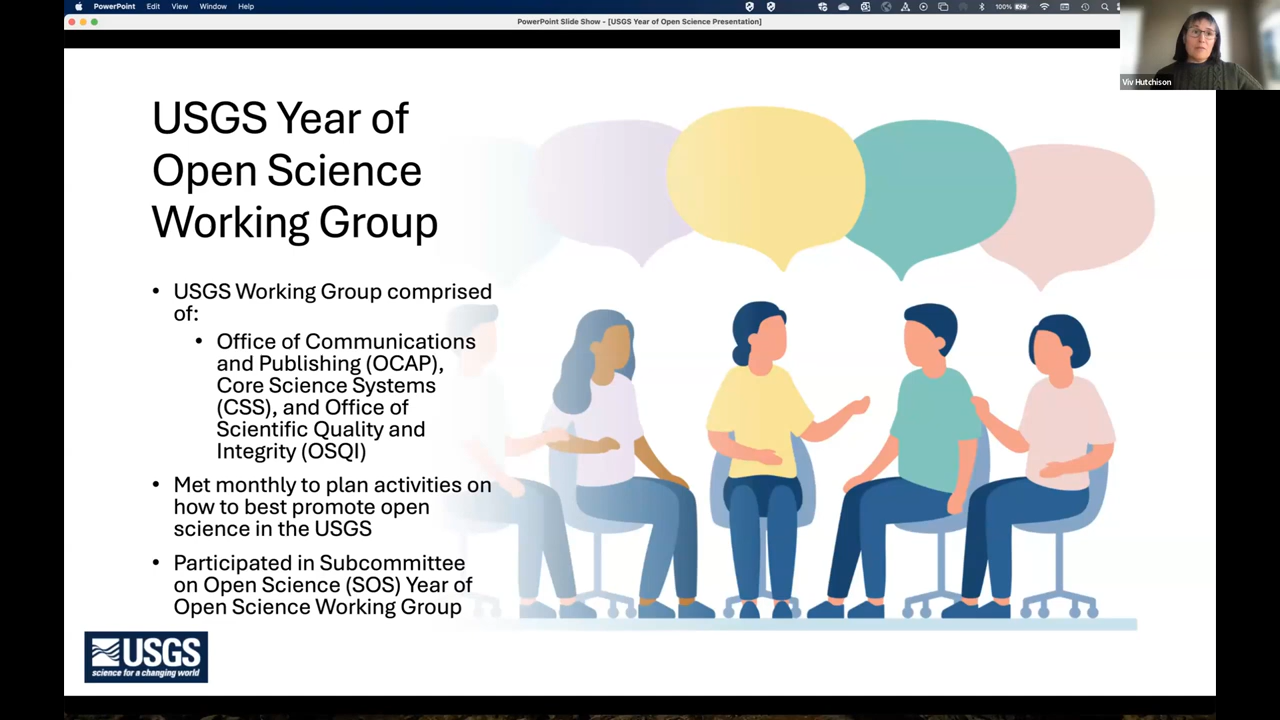 PowerPoint Edit View Window Help
100%
PowerPoint Slide Show - [USGS Year of Open Science Presentation]
Viv Hutchison
USGS Year of
Open Science
Working Group
• USGS Working Group comprised
of:
• Office of Communications
and Publishing (OCAP),
Core Science Systems
(CSS), and Office of
Scientific Quality and
Integrity (OSQI)
• Met monthly to plan activities on
how to best promote open
science in the USGS
• Participated in Subcommittee
on Open Science (SOS) Year of
Open Science Working Group
USGS
science for a changing world